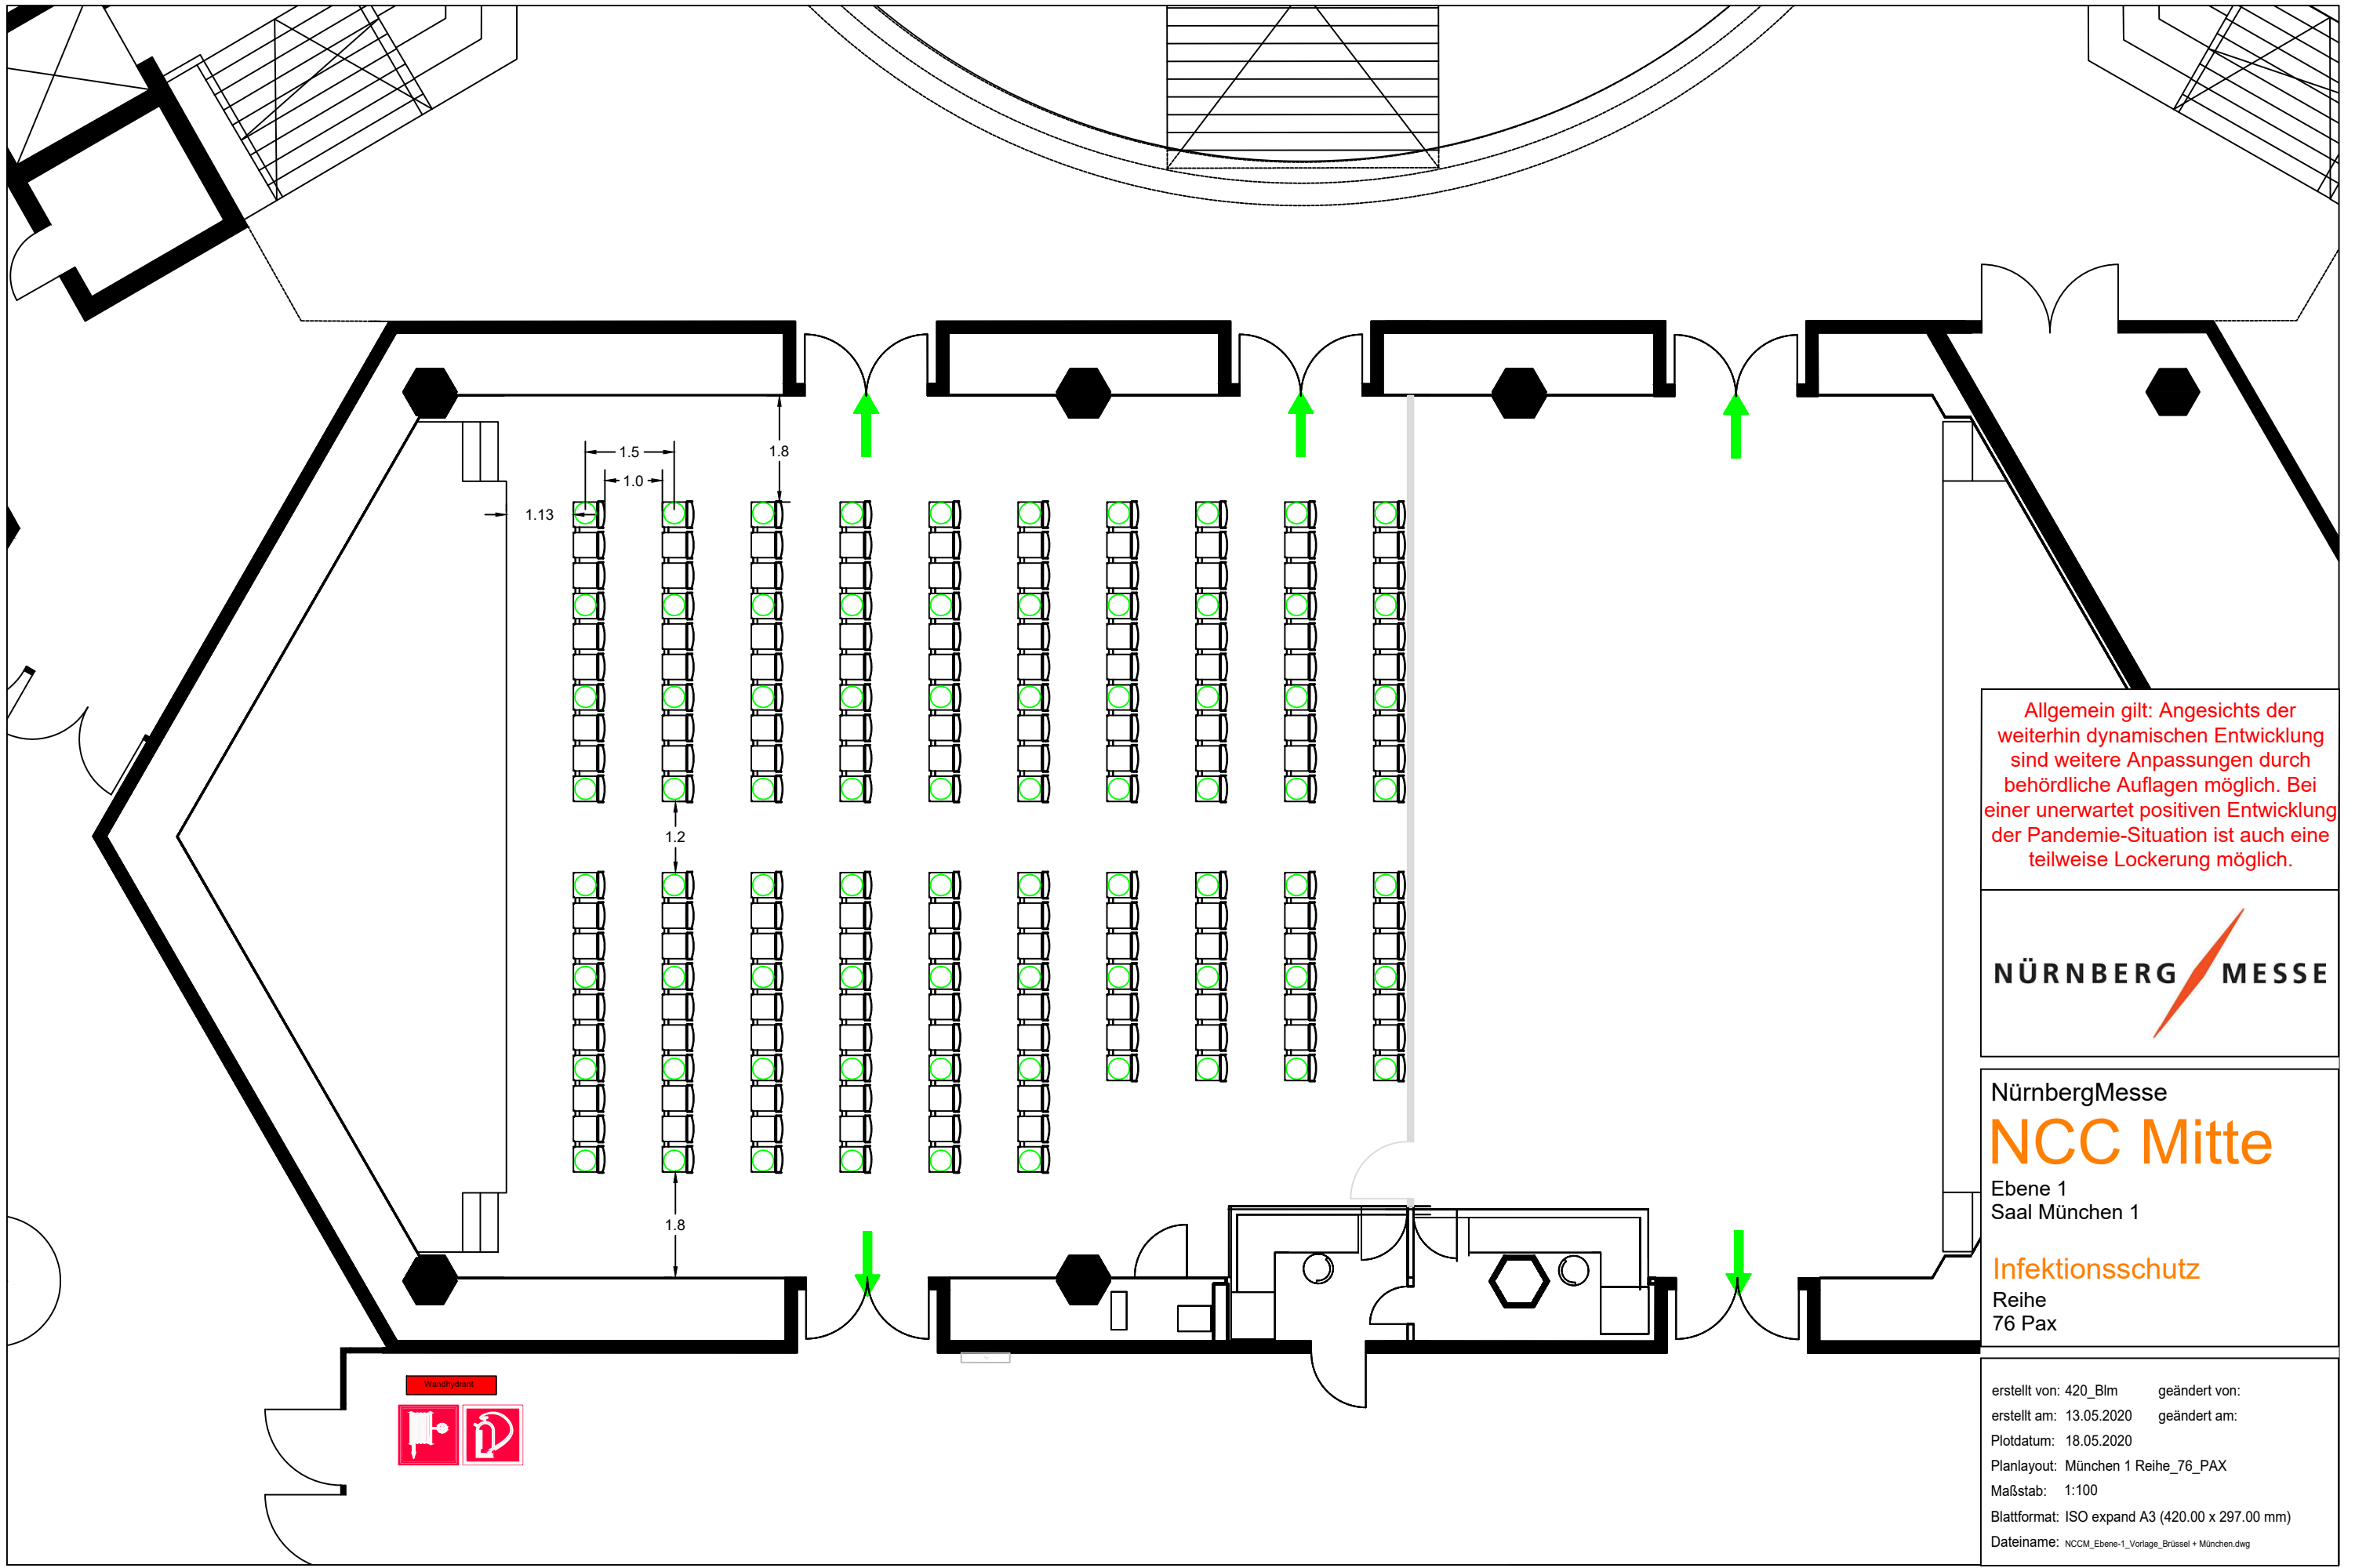 1.5
1.8
1.0
1.13
1.2
1.8
Allgemein gilt: Angesichts der
weiterhin dynamischen Entwicklung
sind weitere Anpassungen durch
behördliche Auflagen möglich. Bei
einer unerwartet positiven Entwicklung
der Pandemie-Situation ist auch eine
teilweise Lockerung möglich.
NÜRNBERG MESSE
NürnbergMesse
NCC Mitte
Ebene 1
Saal München 1
Infektionsschutz
Reihe
76 Pax
Wandhydrant
erstellt von: 420_Blm geändert von:
erstellt am: 13.05.2020 geändert am:
Plotdatum: 18.05.2020
Planlayout: München 1 Reihe_76_PAX
Maßstab: 1:100
Blattformat: ISO expand A3 (420.00 x 297.00 mm)
Dateiname: NCCM_Ebene-1_Vorlage_Brüssel + München.dwg